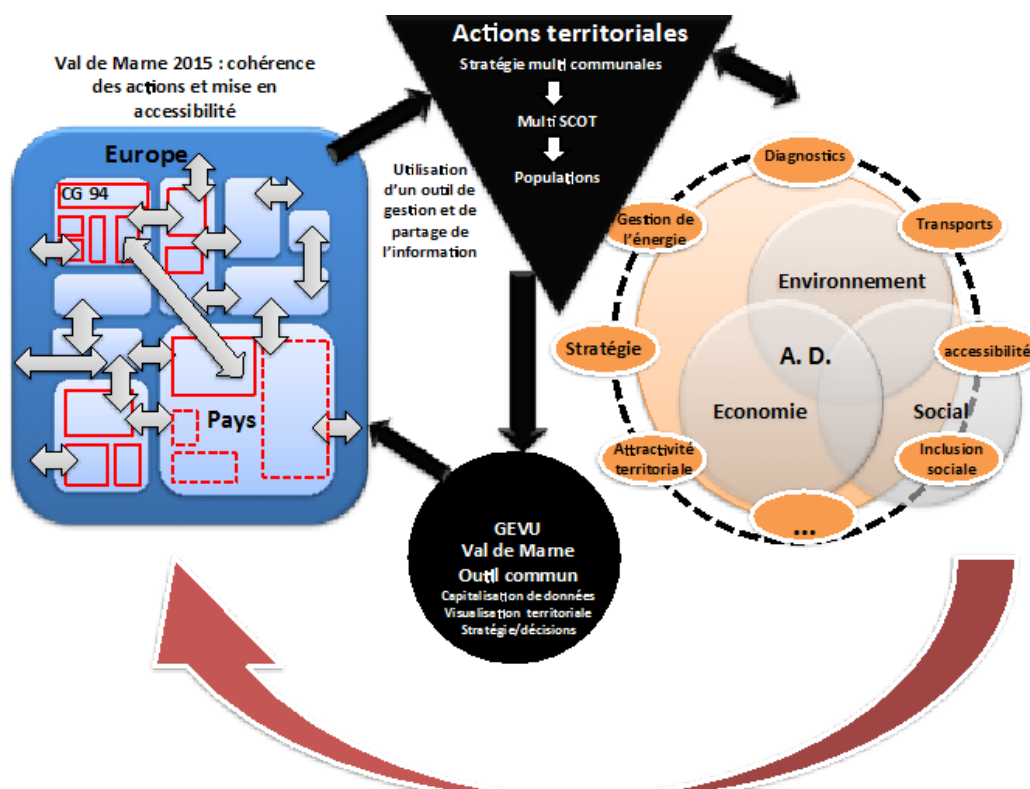 Val de Marne 2015 : cohérence
des actions et mise en
accessibilité
Europe
CG 94
Pays
Actions territoriales
Stratégie multi communales
Multi SCOT
Populations
Utilisation
d'un outil de
gestion et de
partage de
l'information
GEVU
Val de Marne
Outil commun
Capitalisation de données
Visualisation territoriale
Stratégie/décisions
Diagnostics
Gestion de
l'énergie
Transports
Environnement
Stratégie
A. D.
accessibilité
Economie
Social
Attractivité
territoriale
Inclusion
sociale
...